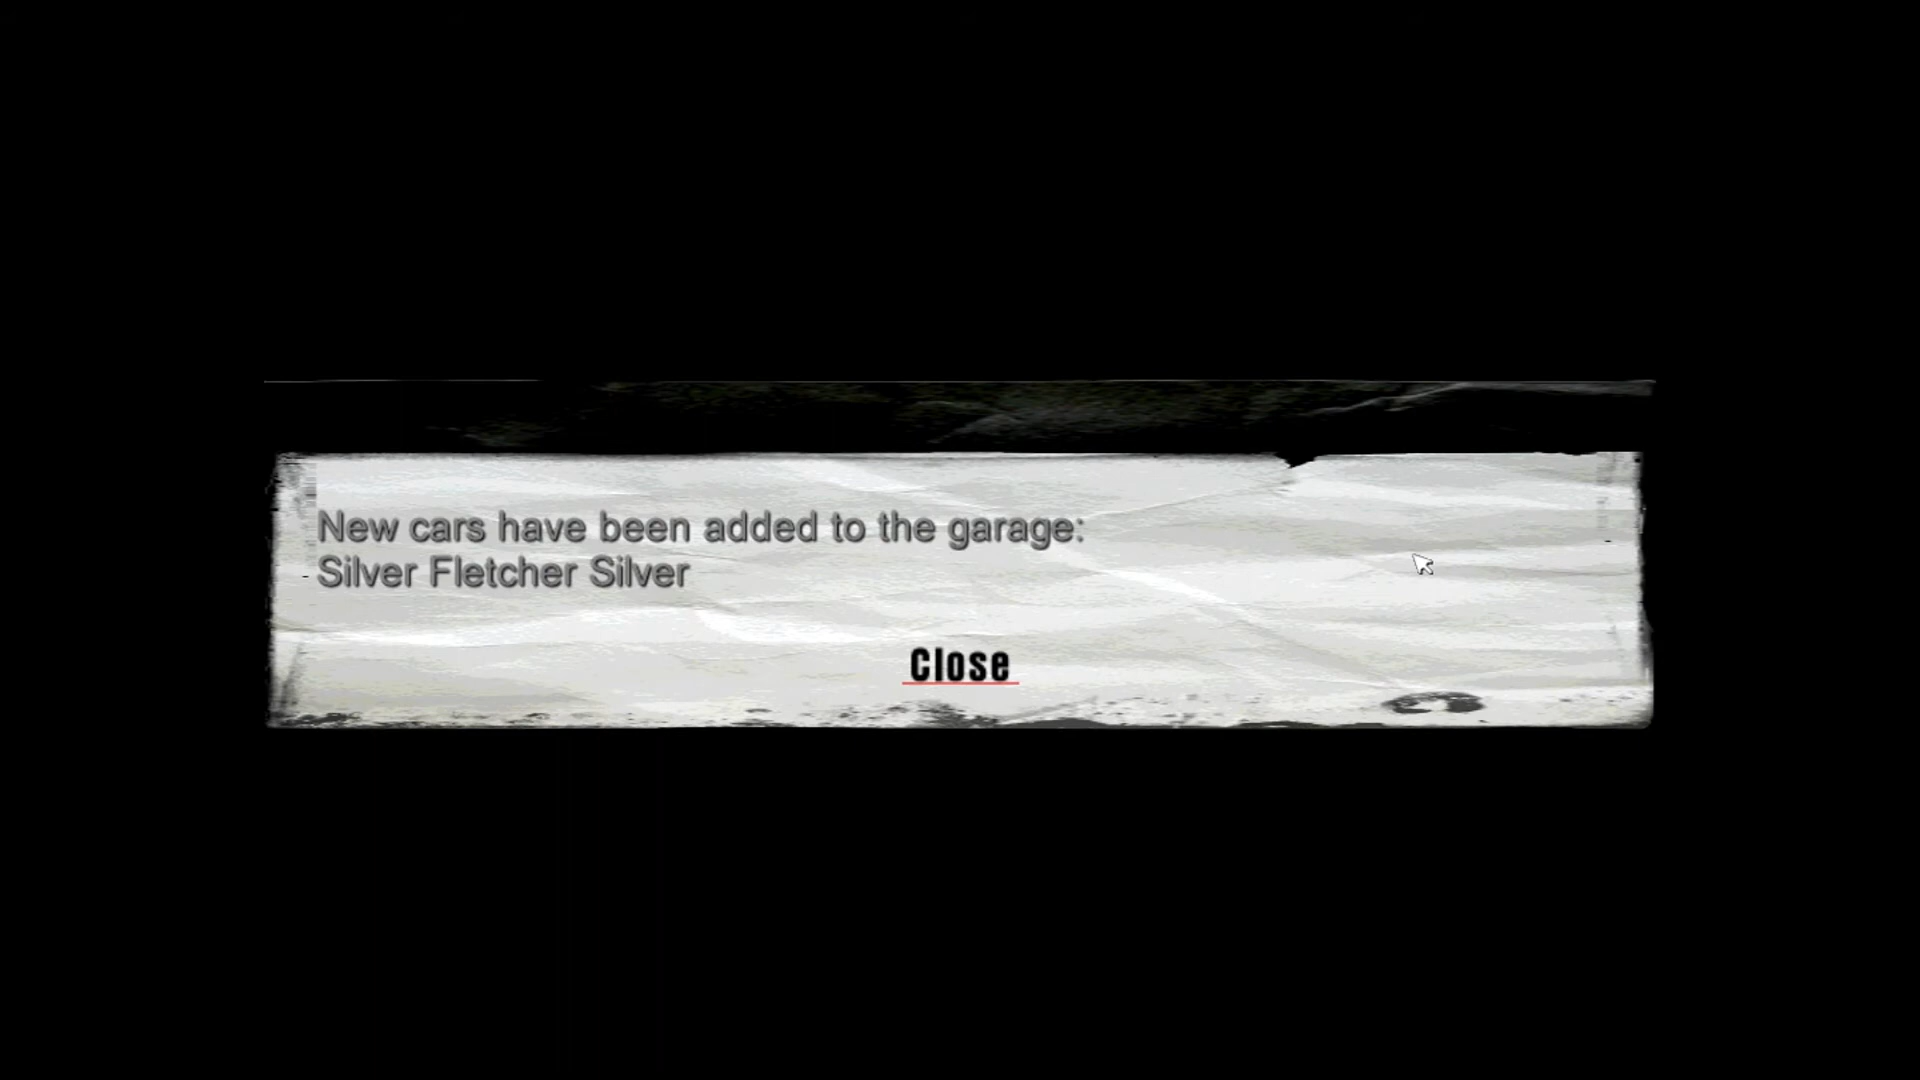 New cars have been added to the garage:
Silver Fletcher Silver
Close